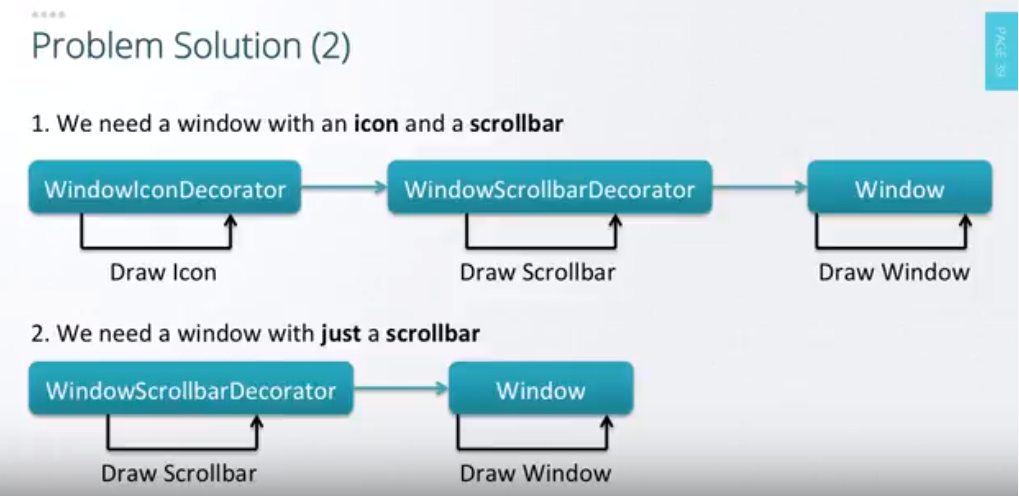 Problem Solution (2)
PAGE 39
1. We need a window with an icon and a scrollbar
WindowIconDecorator
WindowScrollbarDecorator
Window
Draw Icon
Draw Scrollbar
Draw Window
2. We need a window with just a scrollbar
WindowScrollbarDecorator
Window
Draw Scrollbar
Draw Window